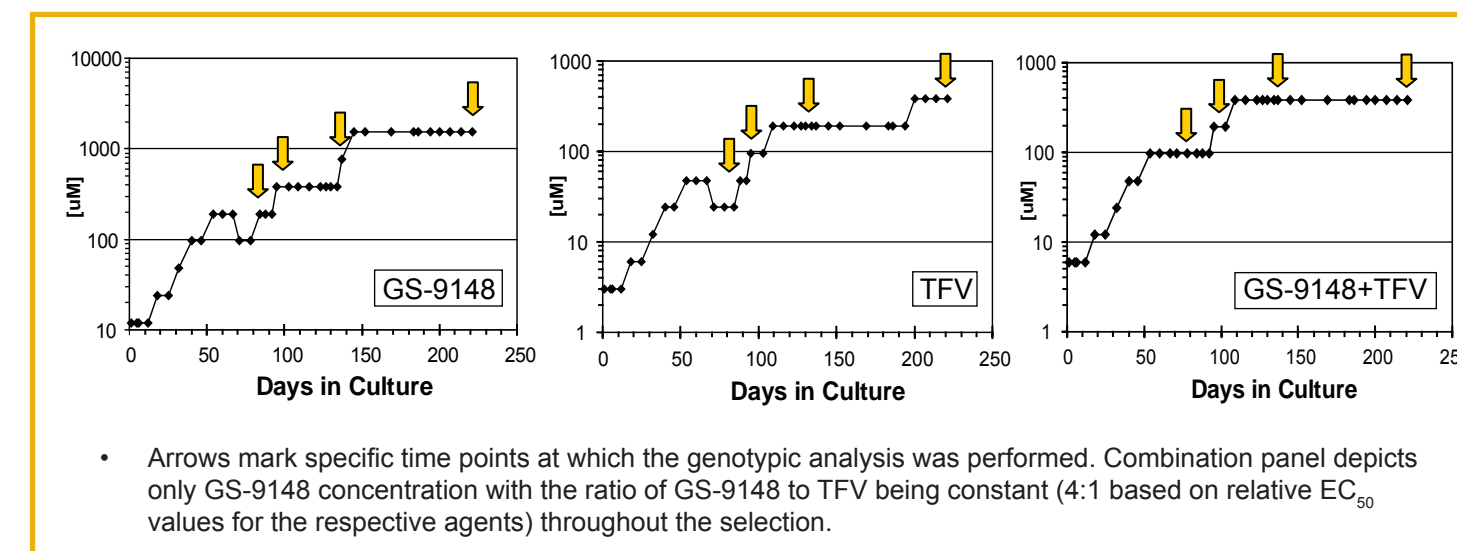 10000
1000
100
10
[uM]
0 50 100 150 200 250
Days in Culture
GS-9148
1000
100
10
1
[uM]
0 50 100 150 200 250
Days in Culture
TFV
1000
100
10
1
[uM]
0 50 100 150 200 25
Days in Culture
GS-9148+TFV
• Arrows mark specific time points at which the genotypic analysis was performed. Combination panel depicts
only GS-9148 concentration with the ratio of GS-9148 to TFV being constant (4:1 based on relative EC50
values for the respective agents) throughout the selection.